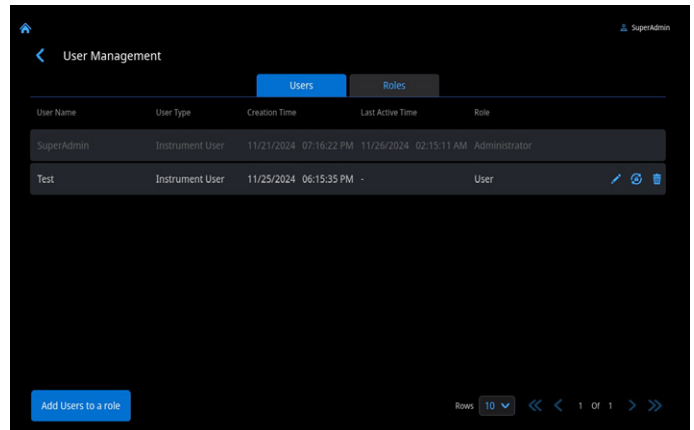 SuperAdmin
User Management
Users Roles
User Name User Type Creation Time Last Active Time Role
SuperAdmin Instrument User 11/21/2024 07:16:22 PM 11/26/2024 02:15:11 AM Administrator
Test Instrument User 11/25/2024 06:15:35 PM - User
Add Users to a role Rows 10 1 Of 1